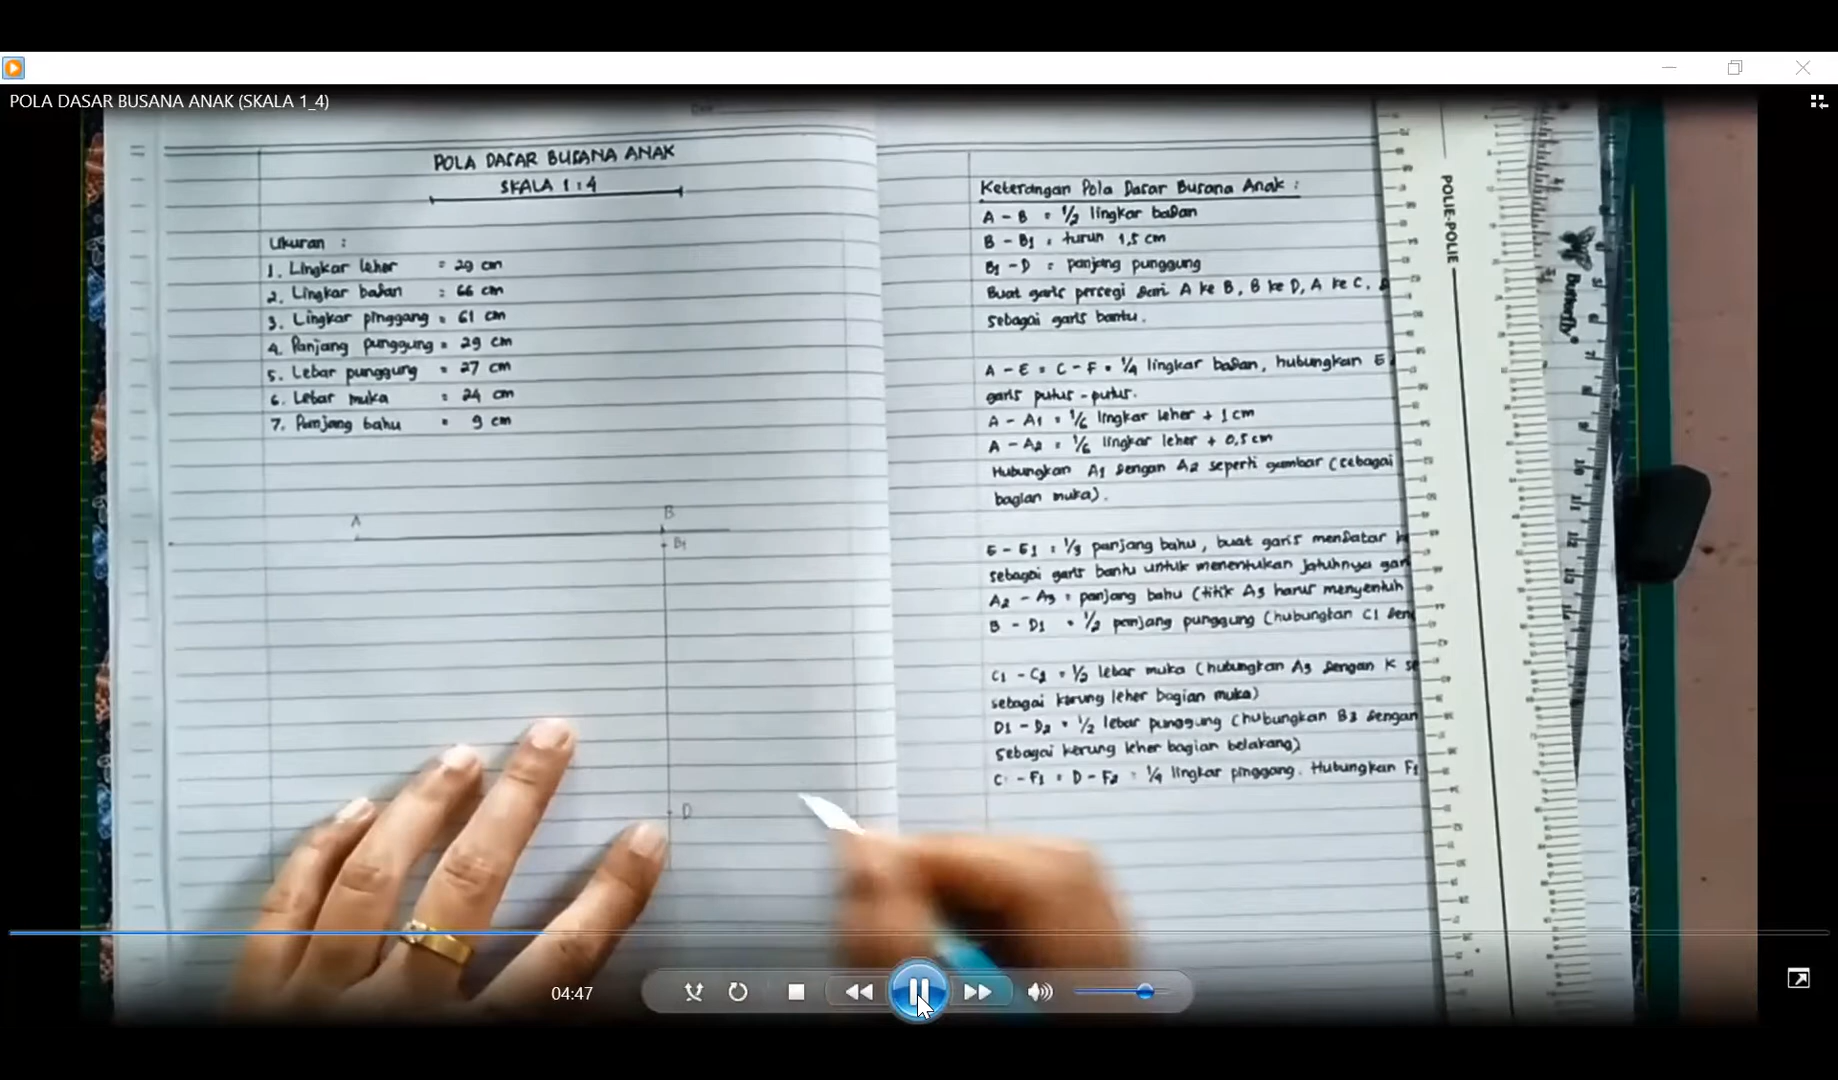 POLA DASAR BUSANA ANAK (SKALA 1_4)
POLA DASAR BUSANA ANAK
SKALA 1 : 4
Ukuran :
1. Lingkar leher = 29 cm
2. Lingkar badan = 66 cm
3. Lingkar pinggang = 61 cm
4. Panjang punggung = 29 cm
5. Lebar punggung = 27 cm
6. Lebar muka = 24 cm
7. Panjang bahu = 9 cm
A
B
B1
D
Keterangan Pola Dasar Busana Anak :
A - B = 1/2 lingkar badan
B - B1 = turun 1,5 cm
B1 - D = panjang punggung
Buat garis persegi dari A ke B, B ke D, A ke C,
sebagai garis bantu.
A - E = C - F = 1/4 lingkar badan, hubungkan E
garis putus-putus.
A - A1 = 1/6 lingkar leher + 1 cm
A - A2 = 1/6 lingkar leher + 0,5 cm
Hubungkan A1 dengan A2 seperti gambar (sebagai
bagian muka).
E - E1 = 1/3 panjang bahu, buat garis mendatar
sebagai garis bantu untuk menentukan jatuhnya
A2 - A3 = panjang bahu (titik A3 harus menyentuh
B - D1 = 1/2 panjang punggung (hubungkan C1
C1 - C2 = 1/2 lebar muka (hubungkan A3 dengan K
sebagai kerung leher bagian muka)
D1 - D2 = 1/2 lebar punggung (hubungkan B3 dengan
sebagai kerung leher bagian belakang)
C - F1 = D - F2 = 1/4 lingkar pinggang. Hubungkan F1
POLIE-POLIE
Butterfly
04:47